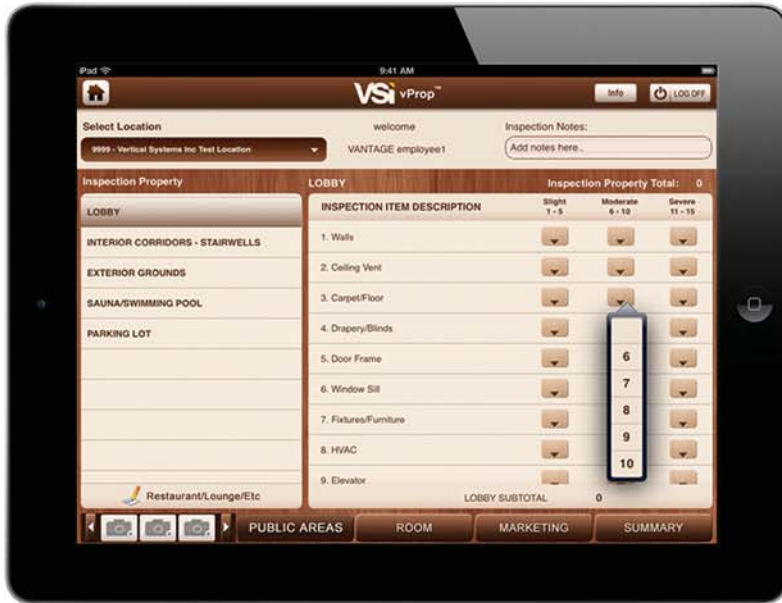 iPad 9:41 AM
VSi vProp™
Info
LOG OFF
Select Location
welcome
Inspection Notes:
9999 - Vertical Systems Inc Test Location
VANTAGE employee1
Add notes here..
Inspection Property
LOBBY
Inspection Property Total: 0
LOBBY
INTERIOR CORRIDORS - STAIRWELLS
EXTERIOR GROUNDS
SAUNA/SWIMMING POOL
PARKING LOT
Restaurant/Lounge/Etc
INSPECTION ITEM DESCRIPTION
Slight
1 - 5
Moderate
6 - 10
Severe
11 - 15
1. Walls
2. Ceiling Vent
3. Carpet/Floor
4. Drapery/Blinds
5. Door Frame
6. Window Sill
7. Fixtures/Furniture
8. HVAC
9. Elevator
6
7
8
9
10
LOBBY SUBTOTAL 0
PUBLIC AREAS
ROOM
MARKETING
SUMMARY